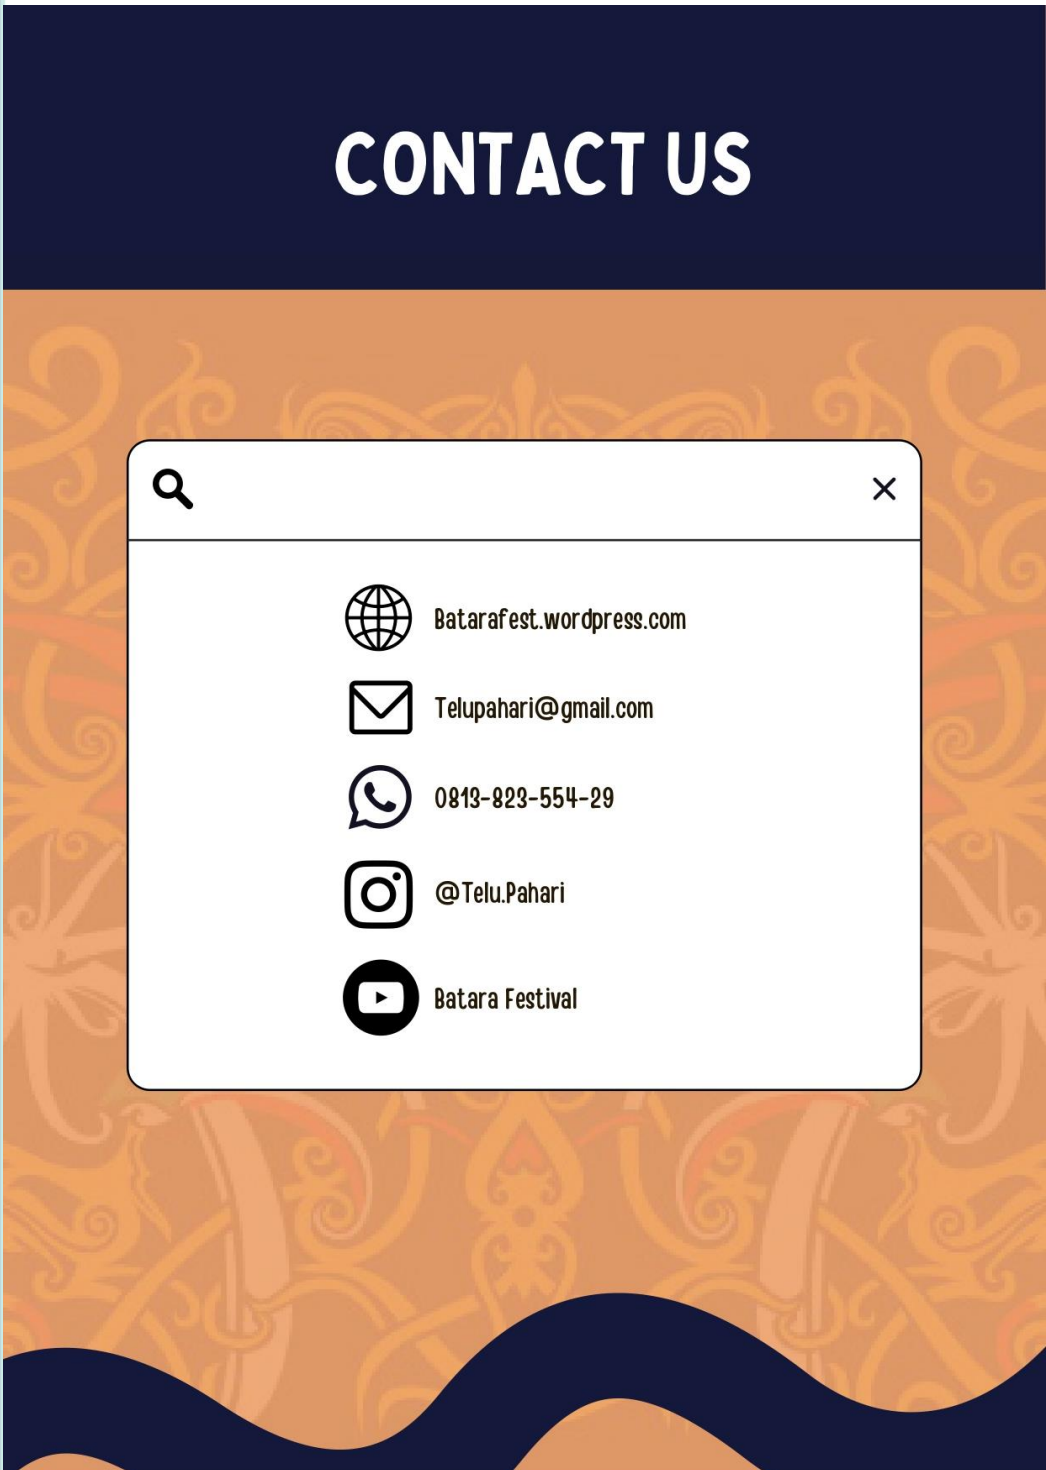 CONTACT US
Batarafest.wordpress.com
Telupahari@gmail.com
0813-823-554-29
@Telu.Pahari
Batara Festival